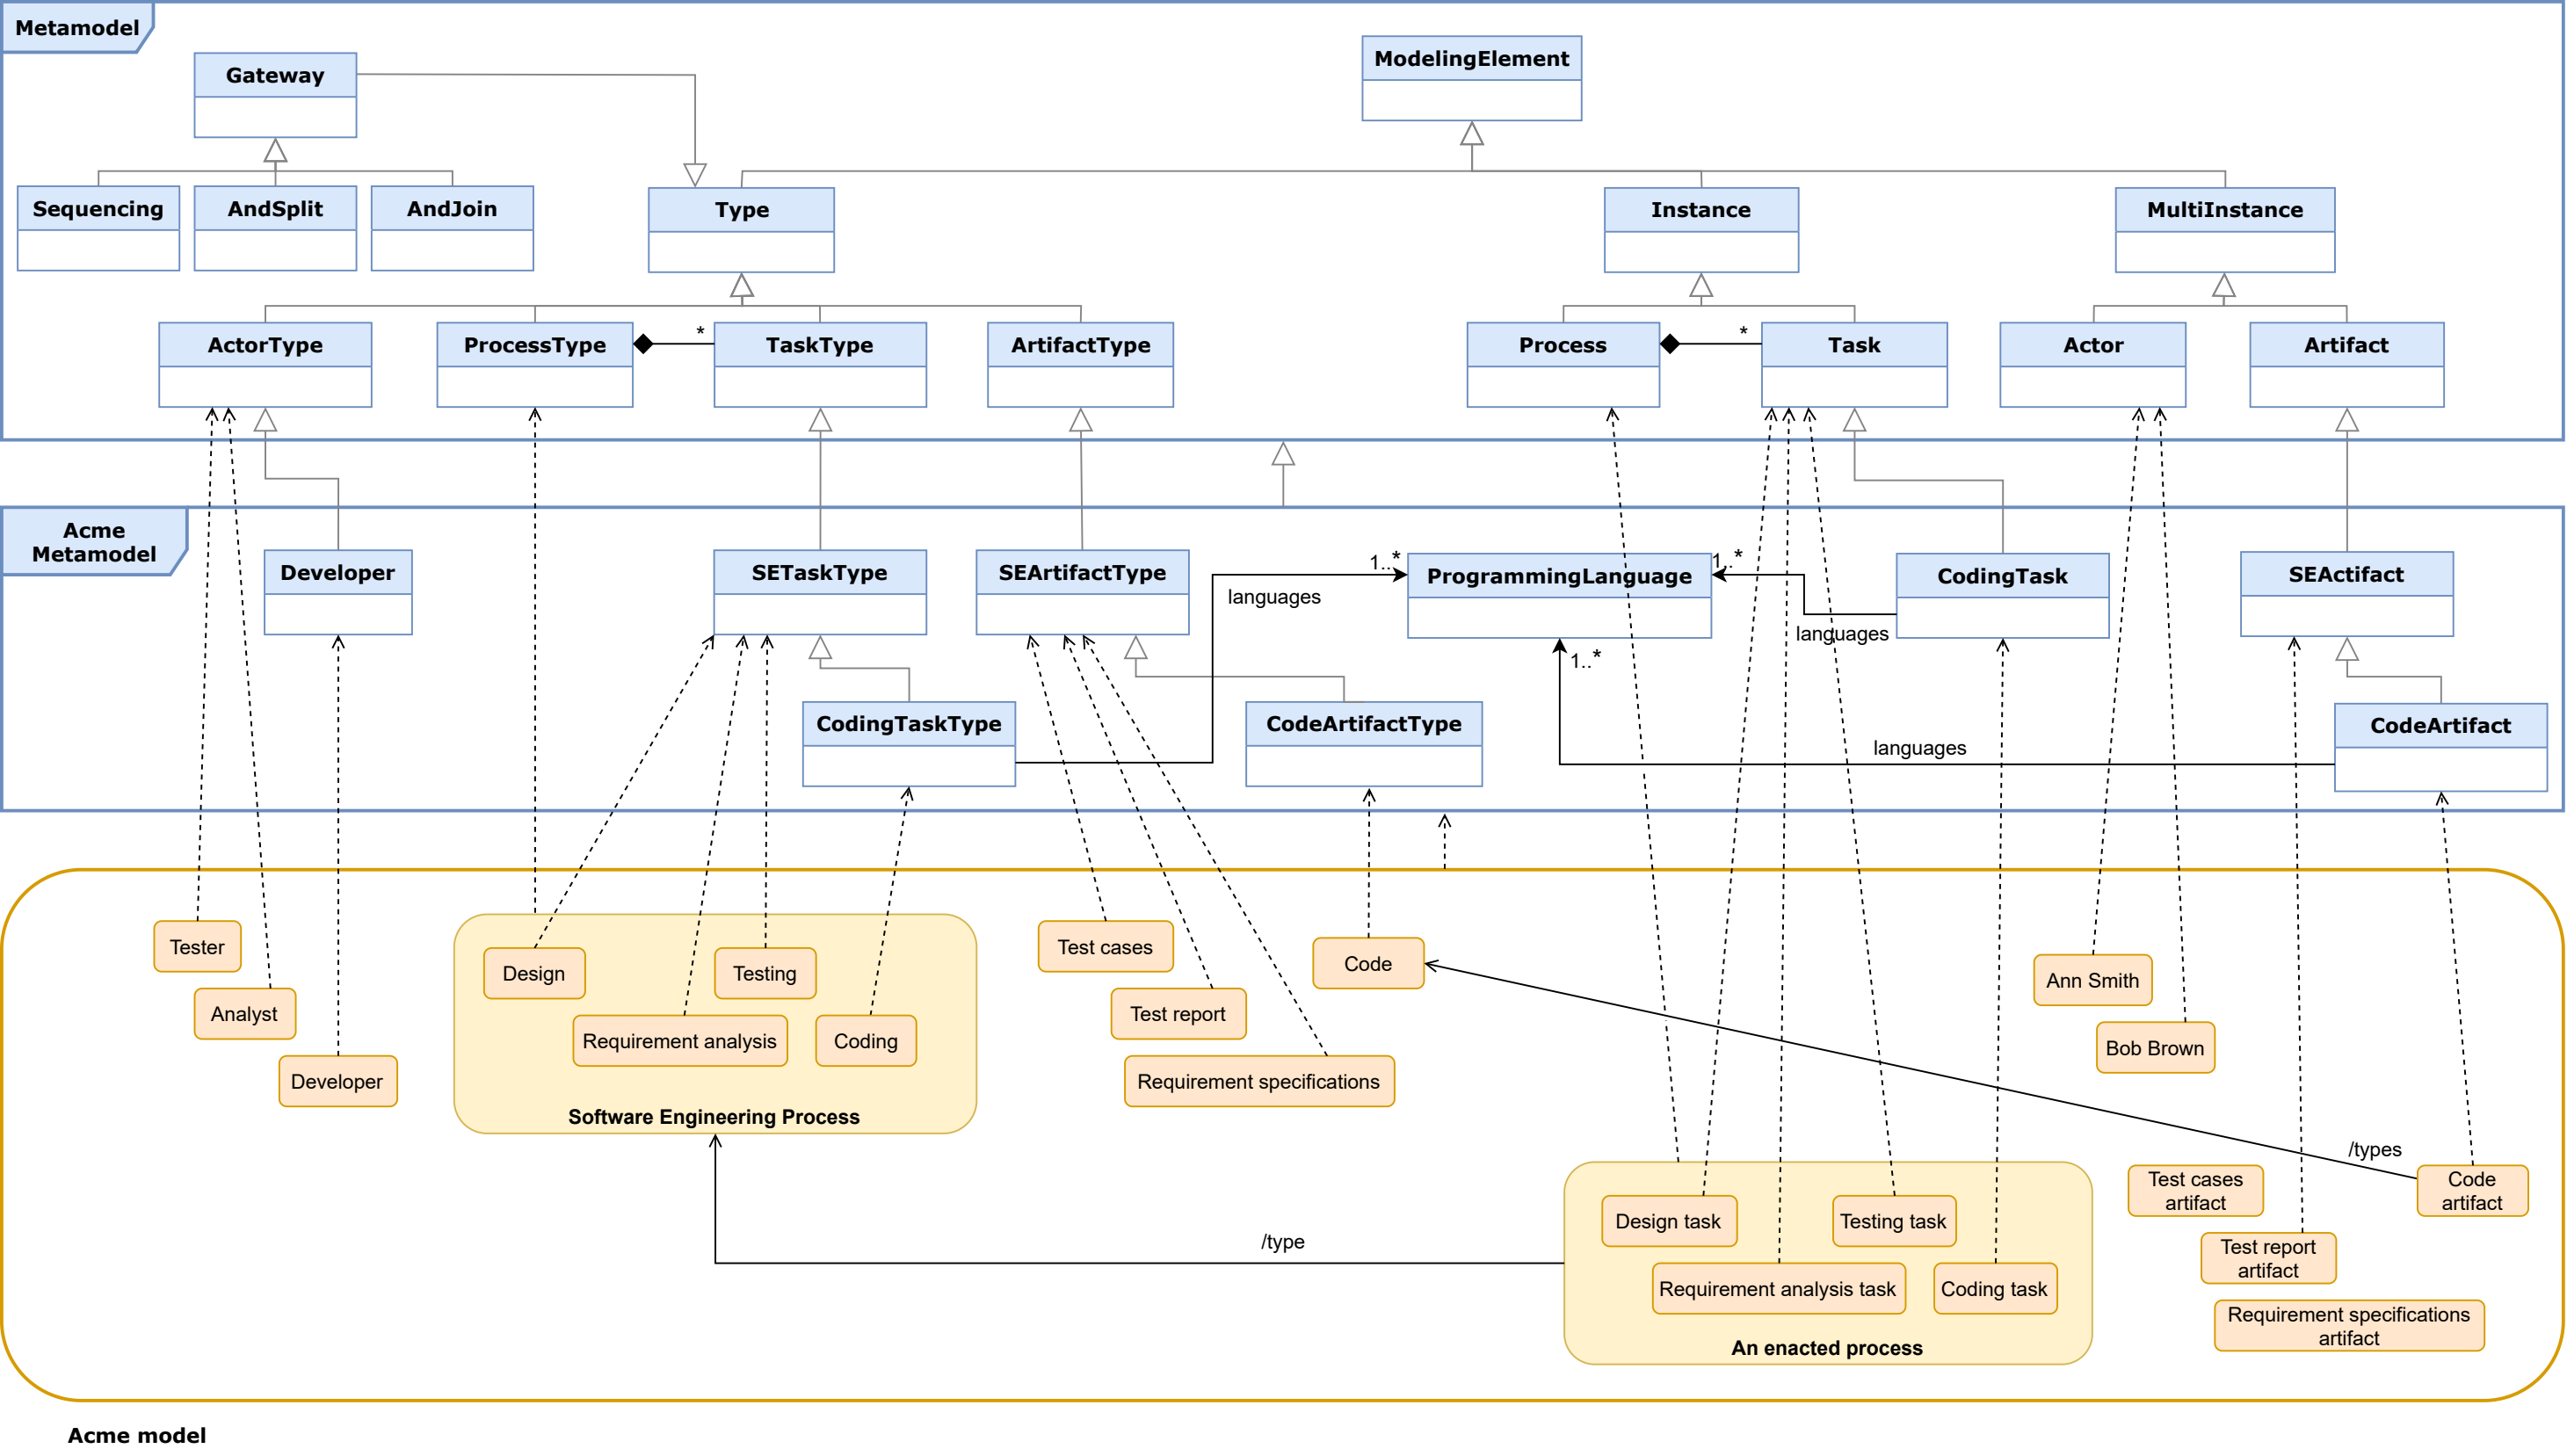 Metamodel
Gateway
ModelingElement
Sequencing
AndSplit
AndJoin
Type
Instance
MultiInstance
ActorType
ProcessType
*
TaskType
ArtifactType
Process
*
Task
Actor
Artifact
Acme
Metamodel
Developer
SETaskType
SEArtifactType
1..*
ProgrammingLanguage
1..*
CodingTask
SEActifact
languages
languages
1..*
CodingTaskType
CodeArtifactType
CodeArtifact
languages
Tester
Analyst
Developer
Design
Testing
Requirement analysis
Coding
Software Engineering Process
Test cases
Test report
Requirement specifications
Code
Ann Smith
Bob Brown
/types
/type
Design task
Testing task
Requirement analysis task
Coding task
An enacted process
Test cases
artifact
Code
artifact
Test report
artifact
Requirement specifications
artifact
Acme model